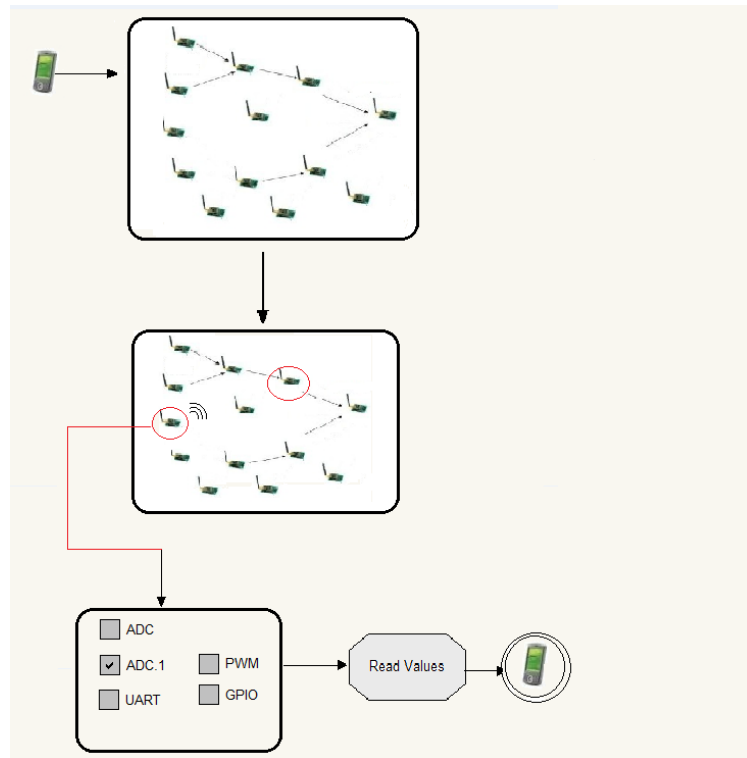 ADC
ADC.1
PWM
UART
GPIO
Read Values